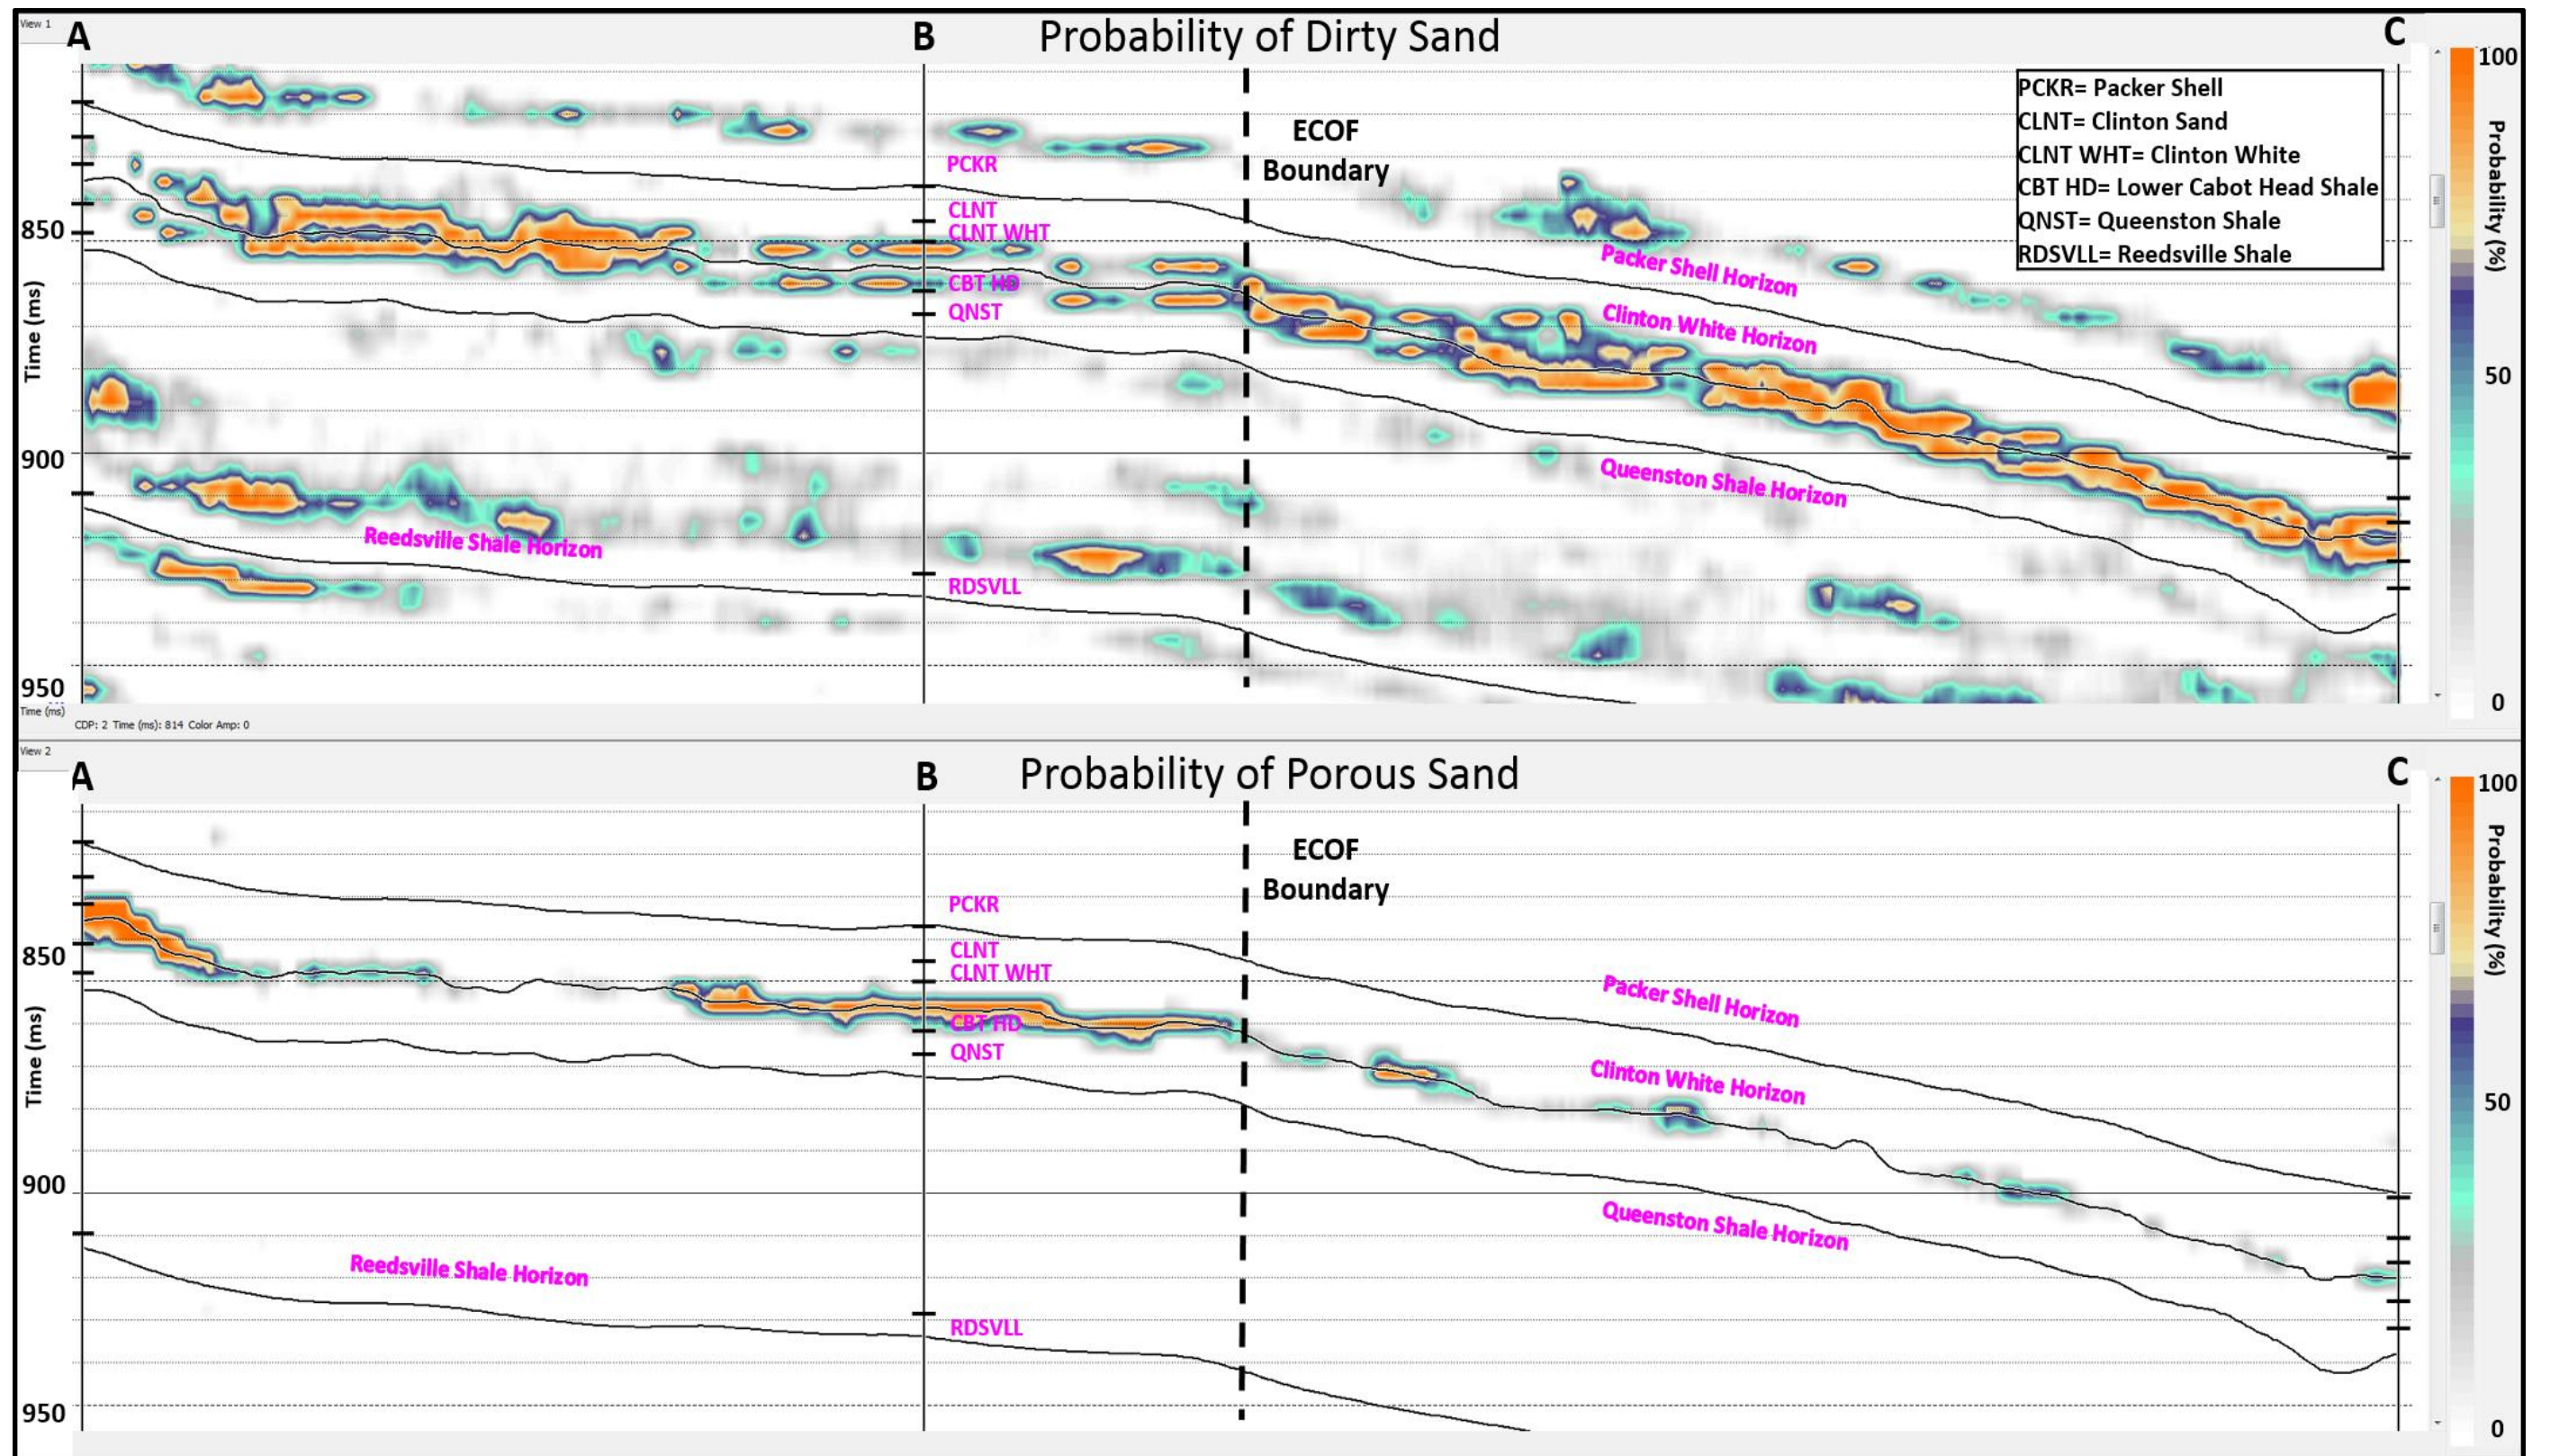 View 1
A
B
Probability of Dirty Sand
C
100
PCKR= Packer Shell
CLNT= Clinton Sand
CLNT WHT= Clinton White
CBT HD= Lower Cabot Head Shale
QNST= Queenston Shale
RDSVLL= Reedsville Shale
ECOF
Boundary
PCKR
CLNT
CLNT WHT
CBT HD
QNST
RDSVLL
Packer Shell Horizon
Clinton White Horizon
Queenston Shale Horizon
Reedsville Shale Horizon
850
900
950
Time (ms)
Time (ms)
Probability (%)
50
0
CDP: 2 Time (ms): 814 Color Amp: 0
View 2
A
B
Probability of Porous Sand
C
100
ECOF
Boundary
PCKR
CLNT
CLNT WHT
CBT HD
QNST
RDSVLL
Packer Shell Horizon
Clinton White Horizon
Queenston Shale Horizon
Reedsville Shale Horizon
850
900
950
Time (ms)
Probability (%)
50
0